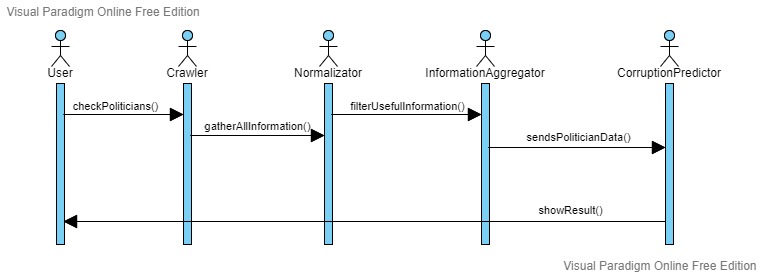 Visual Paradigm Online Free Edition
User
Crawler
Normalizator
InformationAggregator
CorruptionPredictor
checkPoliticians()
filterUsefulInformation()
gatherAllInformation()
sendsPoliticianData()
showResult()
Visual Paradigm Online Free Edition